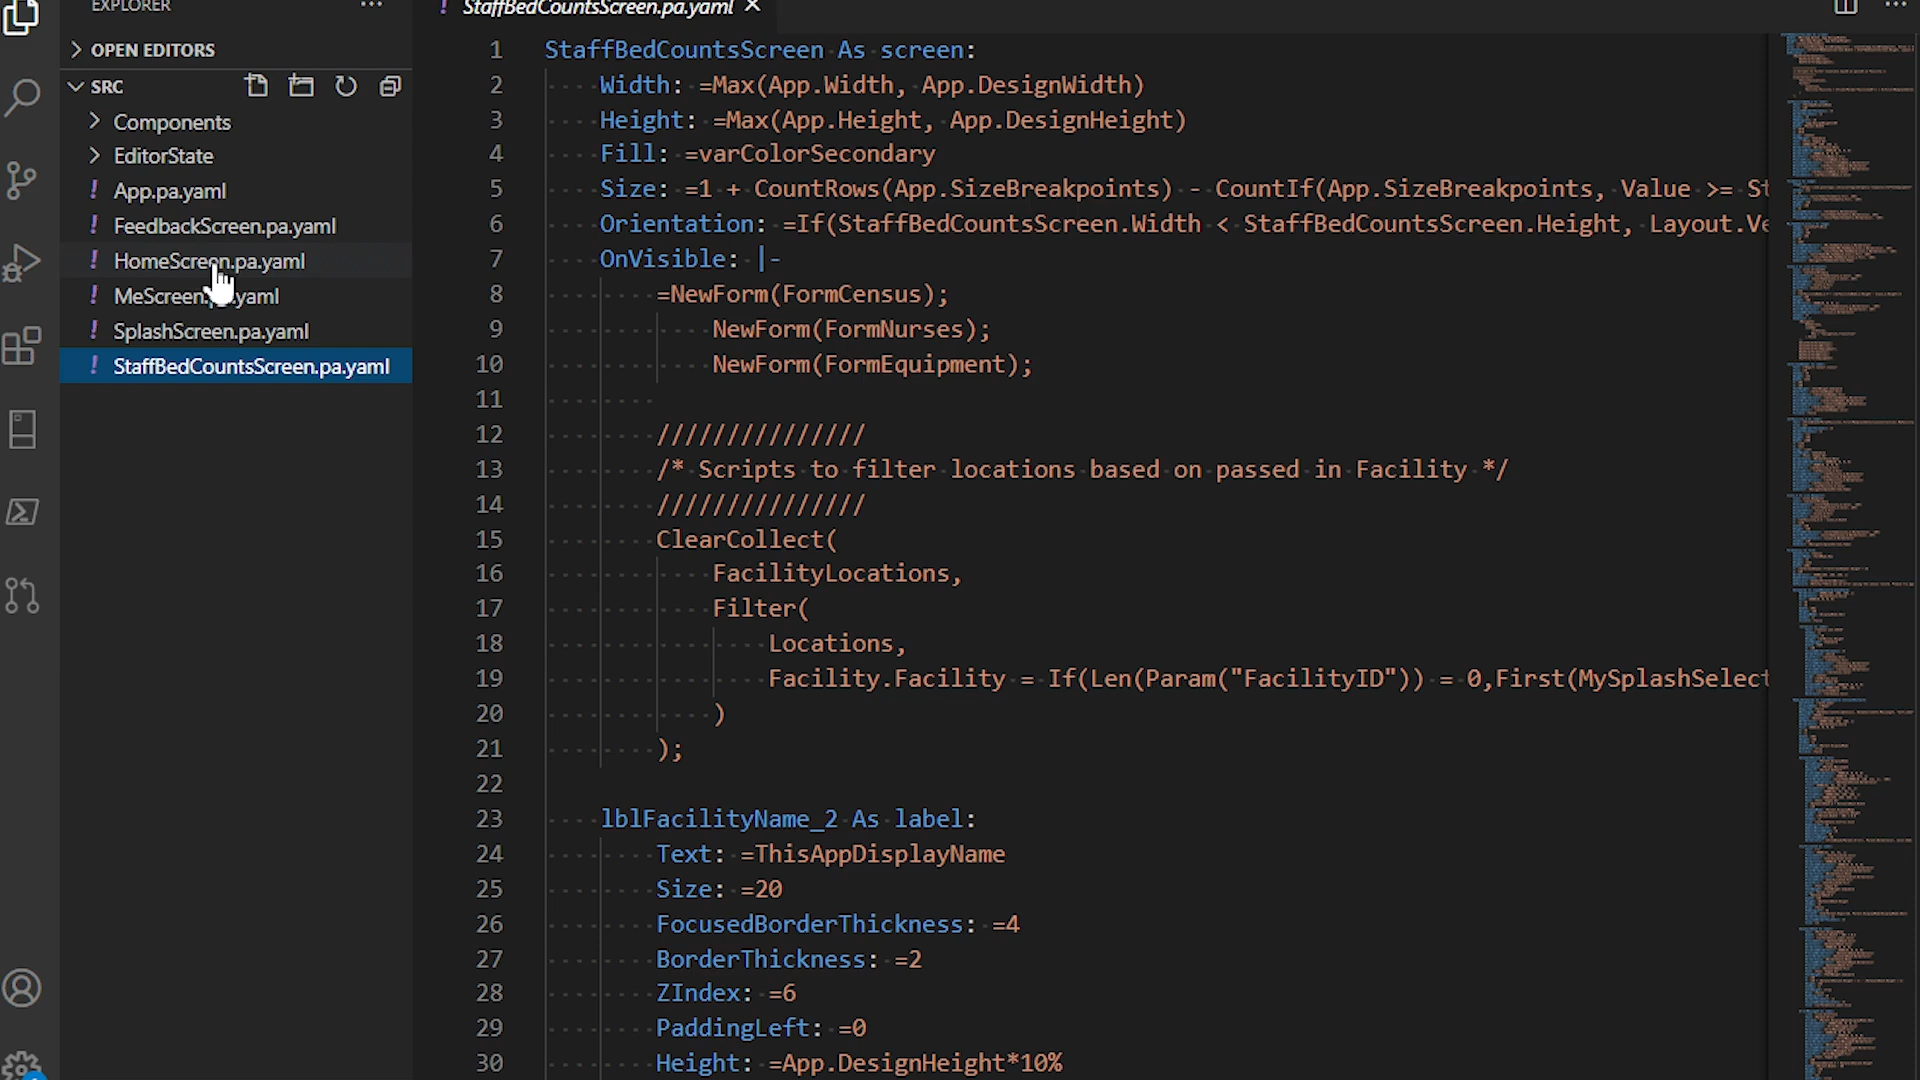 EXPLORER
StaffBedCountsScreen.pa.yaml
OPEN EDITORS
SRC
Components
EditorState
! App.pa.yaml
! FeedbackScreen.pa.yaml
! HomeScreen.pa.yaml
! MeScreen.pa.yaml
! SplashScreen.pa.yaml
! StaffBedCountsScreen.pa.yaml
1 StaffBedCountsScreen As screen:
2 Width: =Max(App.Width, App.DesignWidth)
3 Height: =Max(App.Height, App.DesignHeight)
4 Fill: =varColorSecondary
5 Size: =1 + CountRows(App.SizeBreakpoints) - CountIf(App.SizeBreakpoints, Value >= St
6 Orientation: =If(StaffBedCountsScreen.Width < StaffBedCountsScreen.Height, Layout.Ve
7 OnVisible: |-
8 =NewForm(FormCensus);
9 NewForm(FormNurses);
10 NewForm(FormEquipment);
11
12 ///////////////
13 /* Scripts to filter locations based on passed in Facility */
14 ///////////////
15 ClearCollect(
16 FacilityLocations,
17 Filter(
18 Locations,
19 Facility.Facility = If(Len(Param("FacilityID")) = 0,First(MySplashSelect
20 )
21 );
22
23 lblFacilityName_2 As label:
24 Text: =ThisAppDisplayName
25 Size: =20
26 FocusedBorderThickness: =4
27 BorderThickness: =2
28 ZIndex: =6
29 PaddingLeft: =0
30 Height: =App.DesignHeight*10%